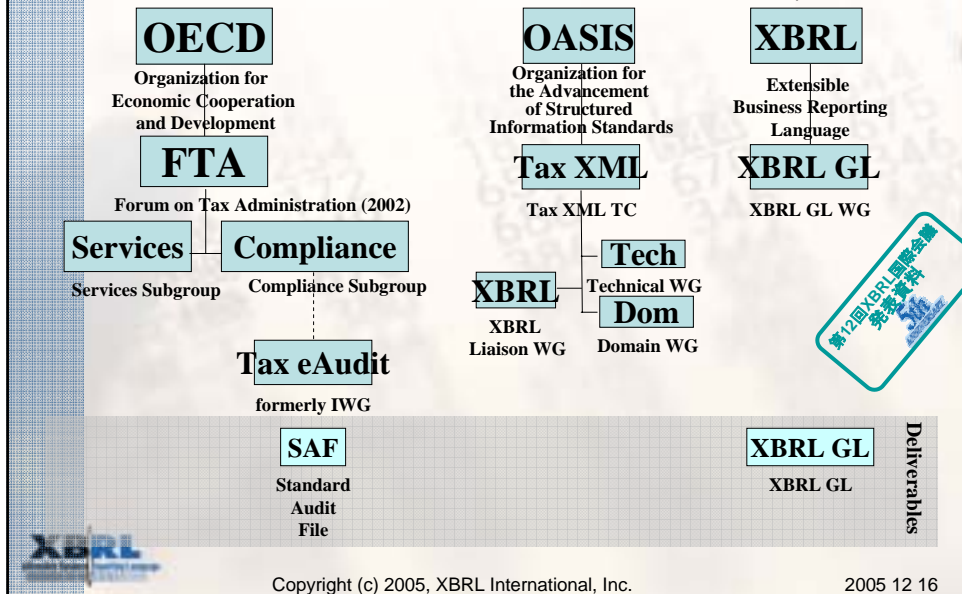 OECD
Organization for
Economic Cooperation
and Development
FTA
Forum on Tax Administration (2002)
Services
Services Subgroup
Compliance
Compliance Subgroup
Tax eAudit
formerly IWG
OASIS
Organization for
the Advancement
of Structured
Information Standards
Tax XML
Tax XML TC
Tech
Technical WG
XBRL
XBRL
Liaison WG
Dom
Domain WG
XBRL
Extensible
Business Reporting
Language
XBRL GL
XBRL GL WG
第12回XBRL国際会議
発表資料
5th
ANNIVERSARY
SAF
Standard
Audit
File
XBRL GL
XBRL GL
Deliverables
XBRL
Copyright (c) 2005, XBRL International, Inc.
2005 12 16